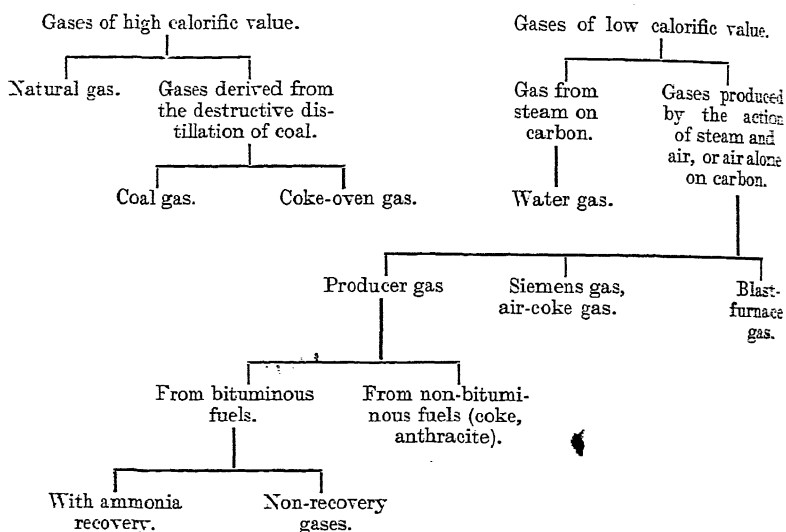 Gases of high calorific value.
Gases of low calorific value.
Natural gas.
Gases derived from
the destructive dis-
tillation of coal.
Gas from
steam on
carbon.
Gases produced
by the action
of steam and
air, or air alone
on carbon.
Coal gas.
Coke-oven gas.
Water gas.
Producer gas
Siemens gas,
air-coke gas.
Blast-
furnace
gas.
From bituminous
fuels.
From non-bitumi-
nous fuels (coke,
anthracite).
With ammonia
recovery.
Non-recovery
gases.